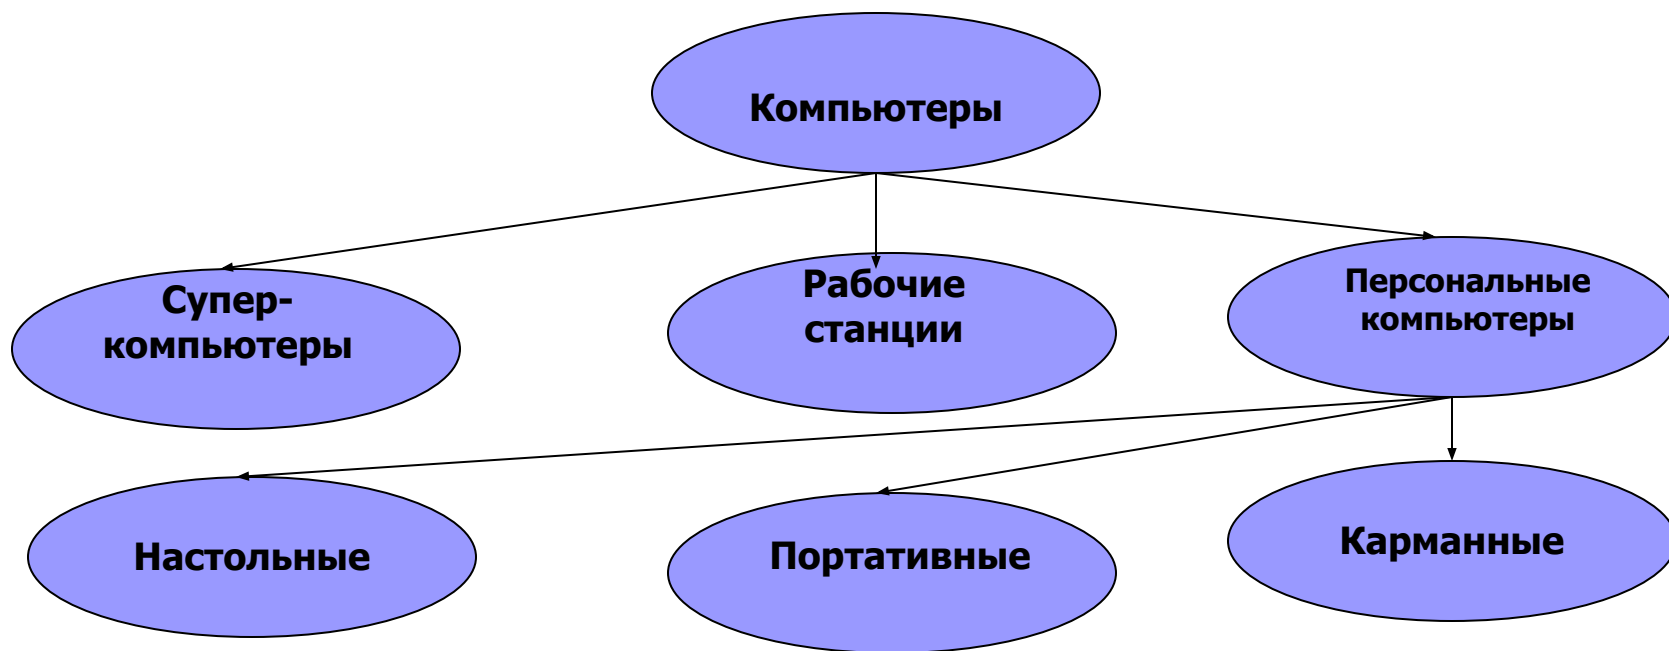 Компьютеры
Супер-
компьютеры
Рабочие
станции
Персональные
компьютеры
Настольные
Портативные
Карманные